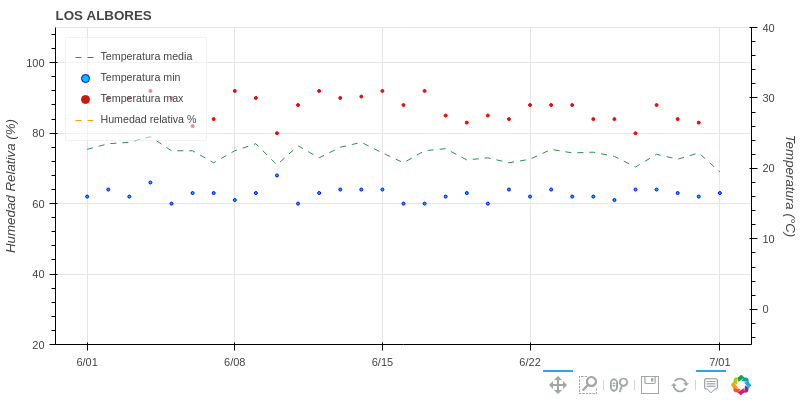 LOS ALBORES
Temperatura media
Temperatura min
Temperatura max
Humedad relativa %
Humedad Relativa (%)
100
80
60
40
20
Temperatura (°C)
40
30
20
10
0
6/01
6/08
6/15
6/22
7/01